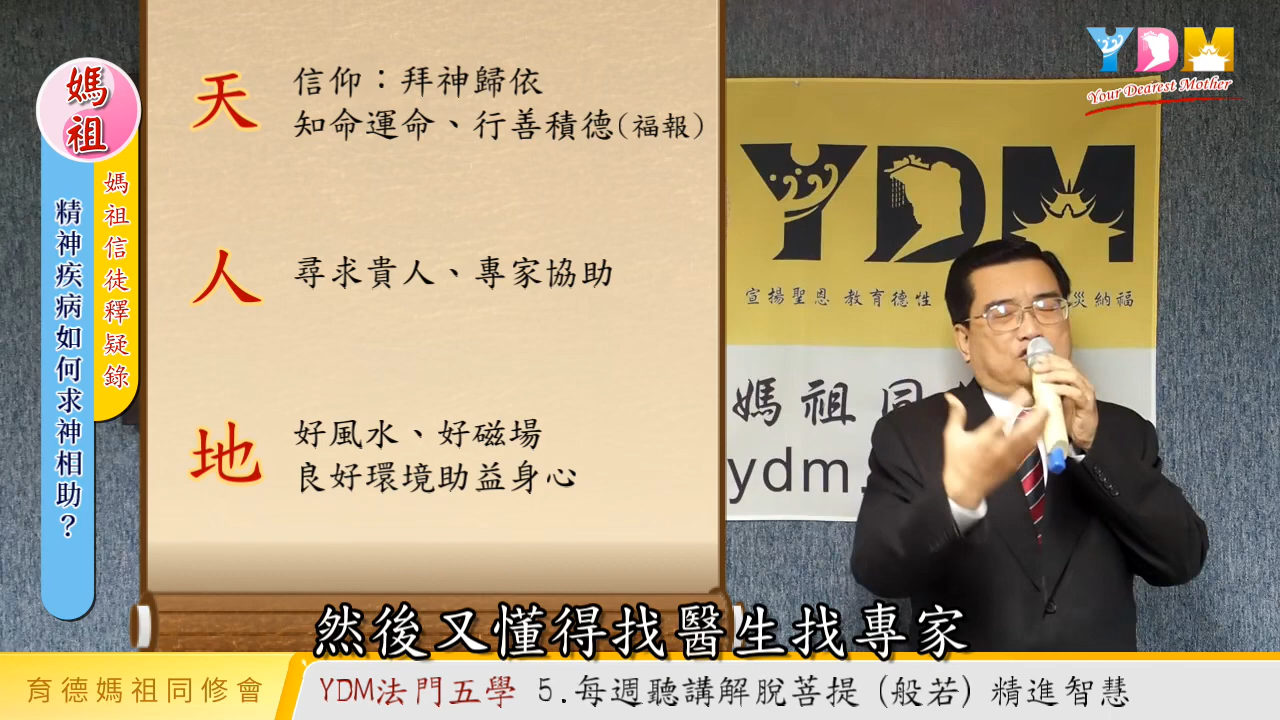 媽祖
媽祖信徒釋疑錄
精神疾病如何求神相助?
天
信仰:拜神歸依
知命運命、行善積德(福報)
人
尋求貴人、專家協助
地
好風水、好磁場
良好環境助益身心
YDM
Your Dearest Mother
YDM
宣揚聖恩 教育德性 災納福
媽祖同
ydm.
然後又懂得找醫生找專家
育德媽祖同修會
YDM法門五學 5.每週聽講解脫菩提 (般若) 精進智慧